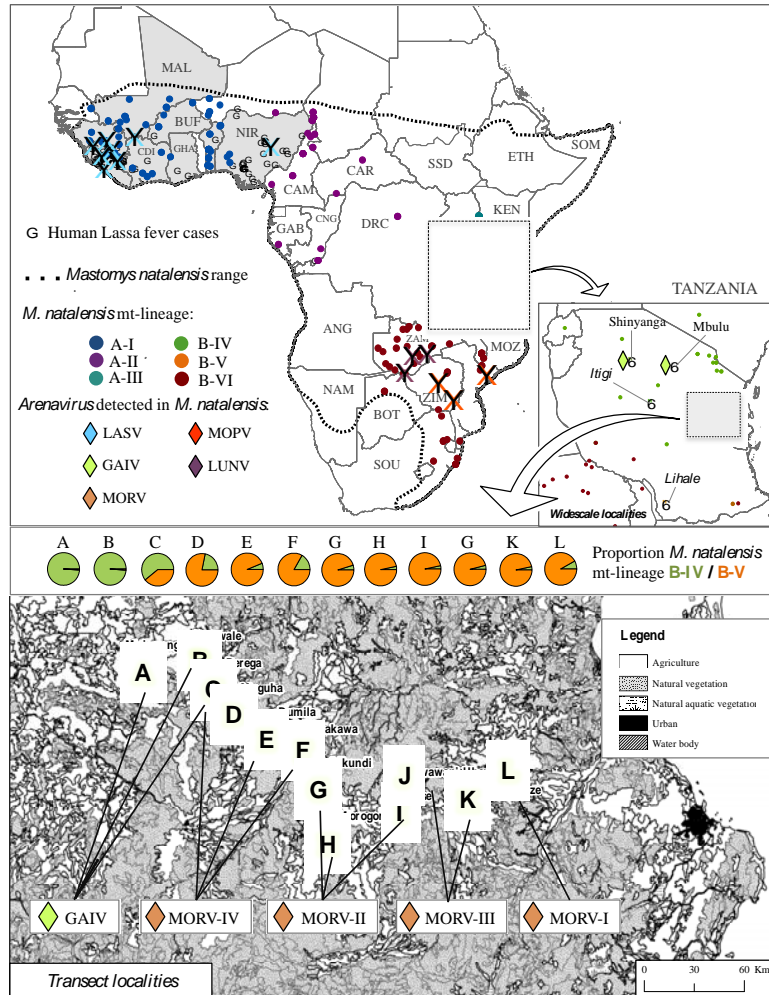 MAL
BUF
NIR
CDI
GHA
SOM
ETH
SSD
CAR
CAM
KEN
CNG
GAB
DRC
G Human Lassa fever cases
Mastomys natalensis range
M. natalensis mt-lineage:
A-I
B-IV
A-II
B-V
A-III
B-VI
Arenavirus detected in M. natalensis:
LASV
MOPV
GAIV
LUNV
MORV
ANG
ZAM
MOZ
NAM
ZIM
BOT
SOU
TANZANIA
Shinyanga
Mbulu
6
6
Itigi
6
Lihale
6
Widescale localities
A B C D E F G H I G K L
Proportion M. natalensis
mt-lineage B-IV / B-V
Legend
Agriculture
Natural vegetation
Natural aquatic vegetation
Urban
Water body
A
B
C
D
E
F
G
H
I
J
K
L
GAIV
MORV-IV
MORV-II
MORV-III
MORV-I
Transect localities
0 30 60 Km